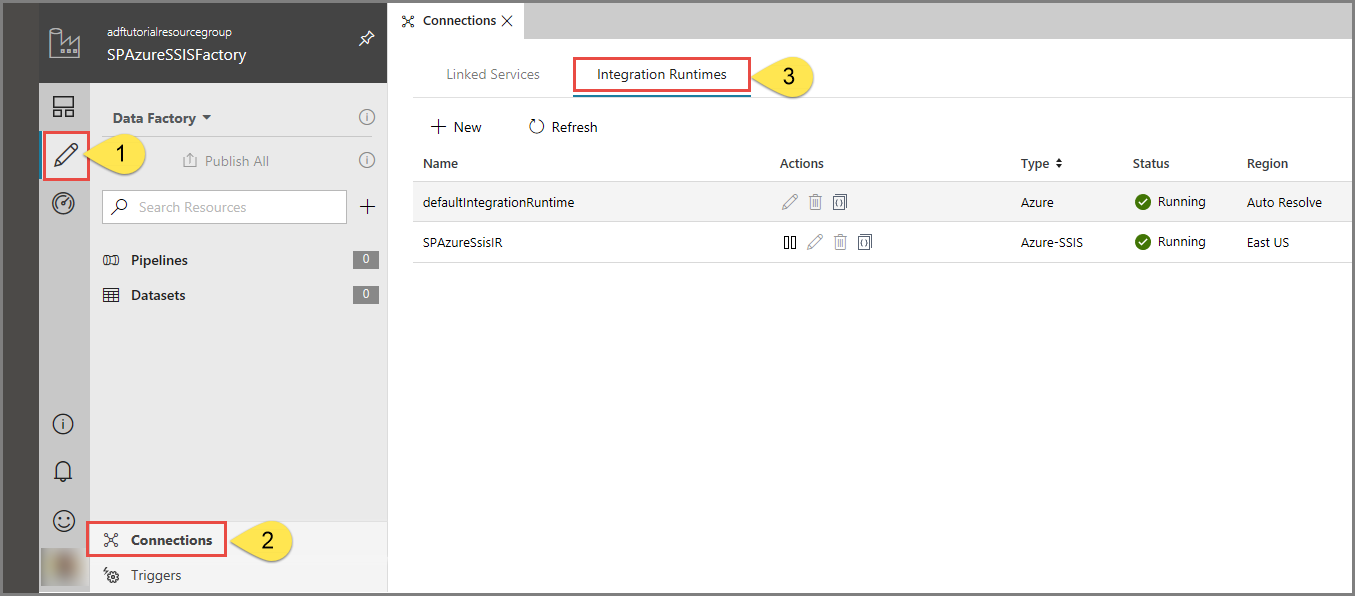 adftutorialresourcegroup
SPAzureSSISFactory
Connections
Linked Services
Integration Runtimes
3
Data Factory
New
Refresh
1
Publish All
Name
Actions
Type
Status
Region
Search Resources
defaultIntegrationRuntime
Azure
Running
Auto Resolve
SPAzureSsisIR
Azure-SSIS
Running
East US
Pipelines
0
Datasets
0
Connections
2
Triggers